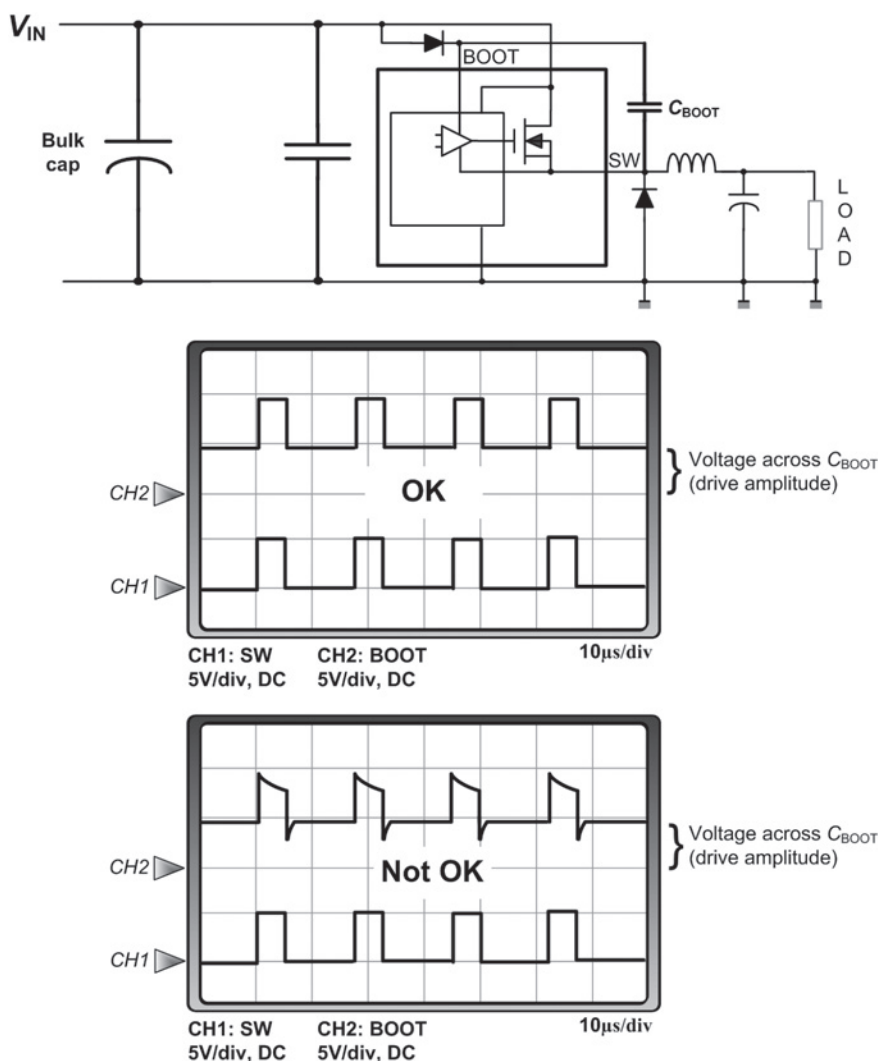 VIN
BOOT
Bulk
cap
CBOOT
SW
L
O
A
D
CH2
OK
CH1
Voltage across CBOOT
(drive amplitude)
CH1: SW CH2: BOOT 10µs/div
5V/div, DC 5V/div, DC
CH2
Not OK
CH1
Voltage across CBOOT
(drive amplitude)
CH1: SW CH2: BOOT 10µs/div
5V/div, DC 5V/div, DC